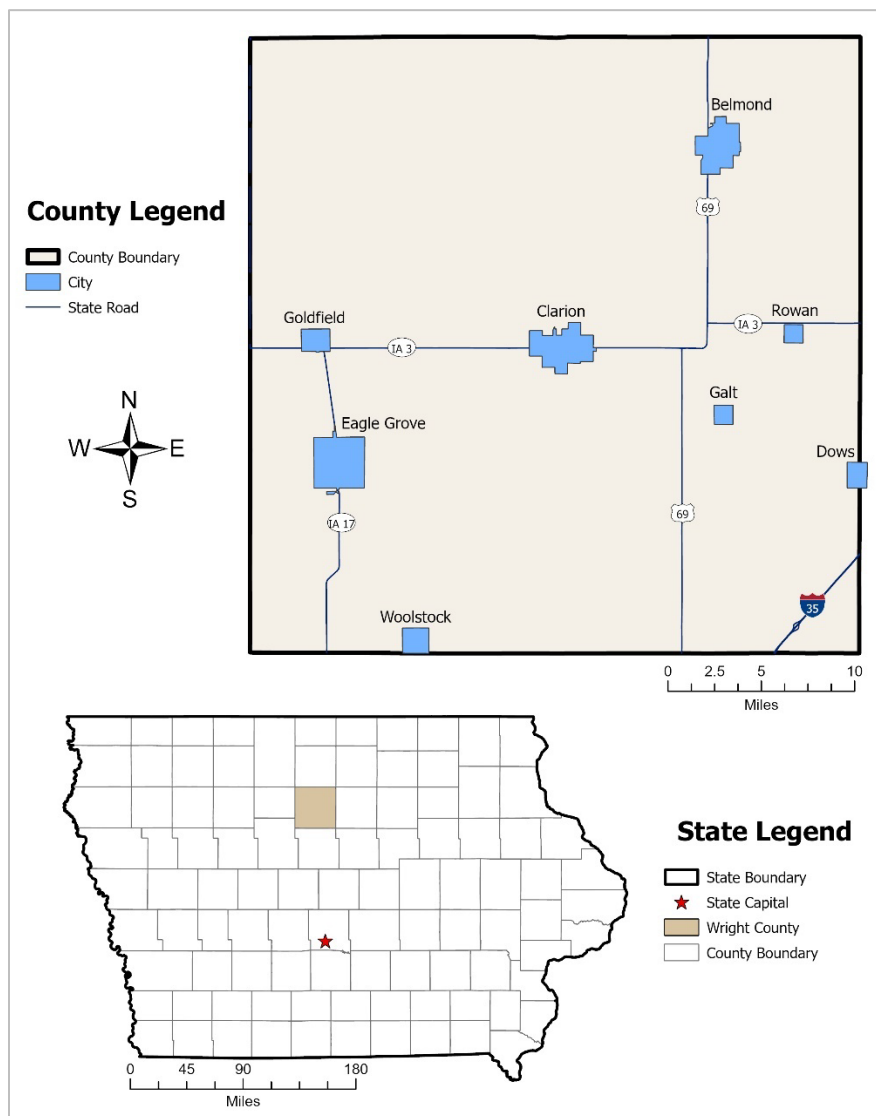 Belmond
69
County Legend
County Boundary
City
State Road
Goldfield
Clarion
Rowan
IA 3
IA 3
Galt
N
W E
S
Eagle Grove
Dows
69
IA 17
35
Woolstock
0 2.5 5 10
Miles
State Legend
State Boundary
State Capital
Wright County
County Boundary
0 45 90 180
Miles